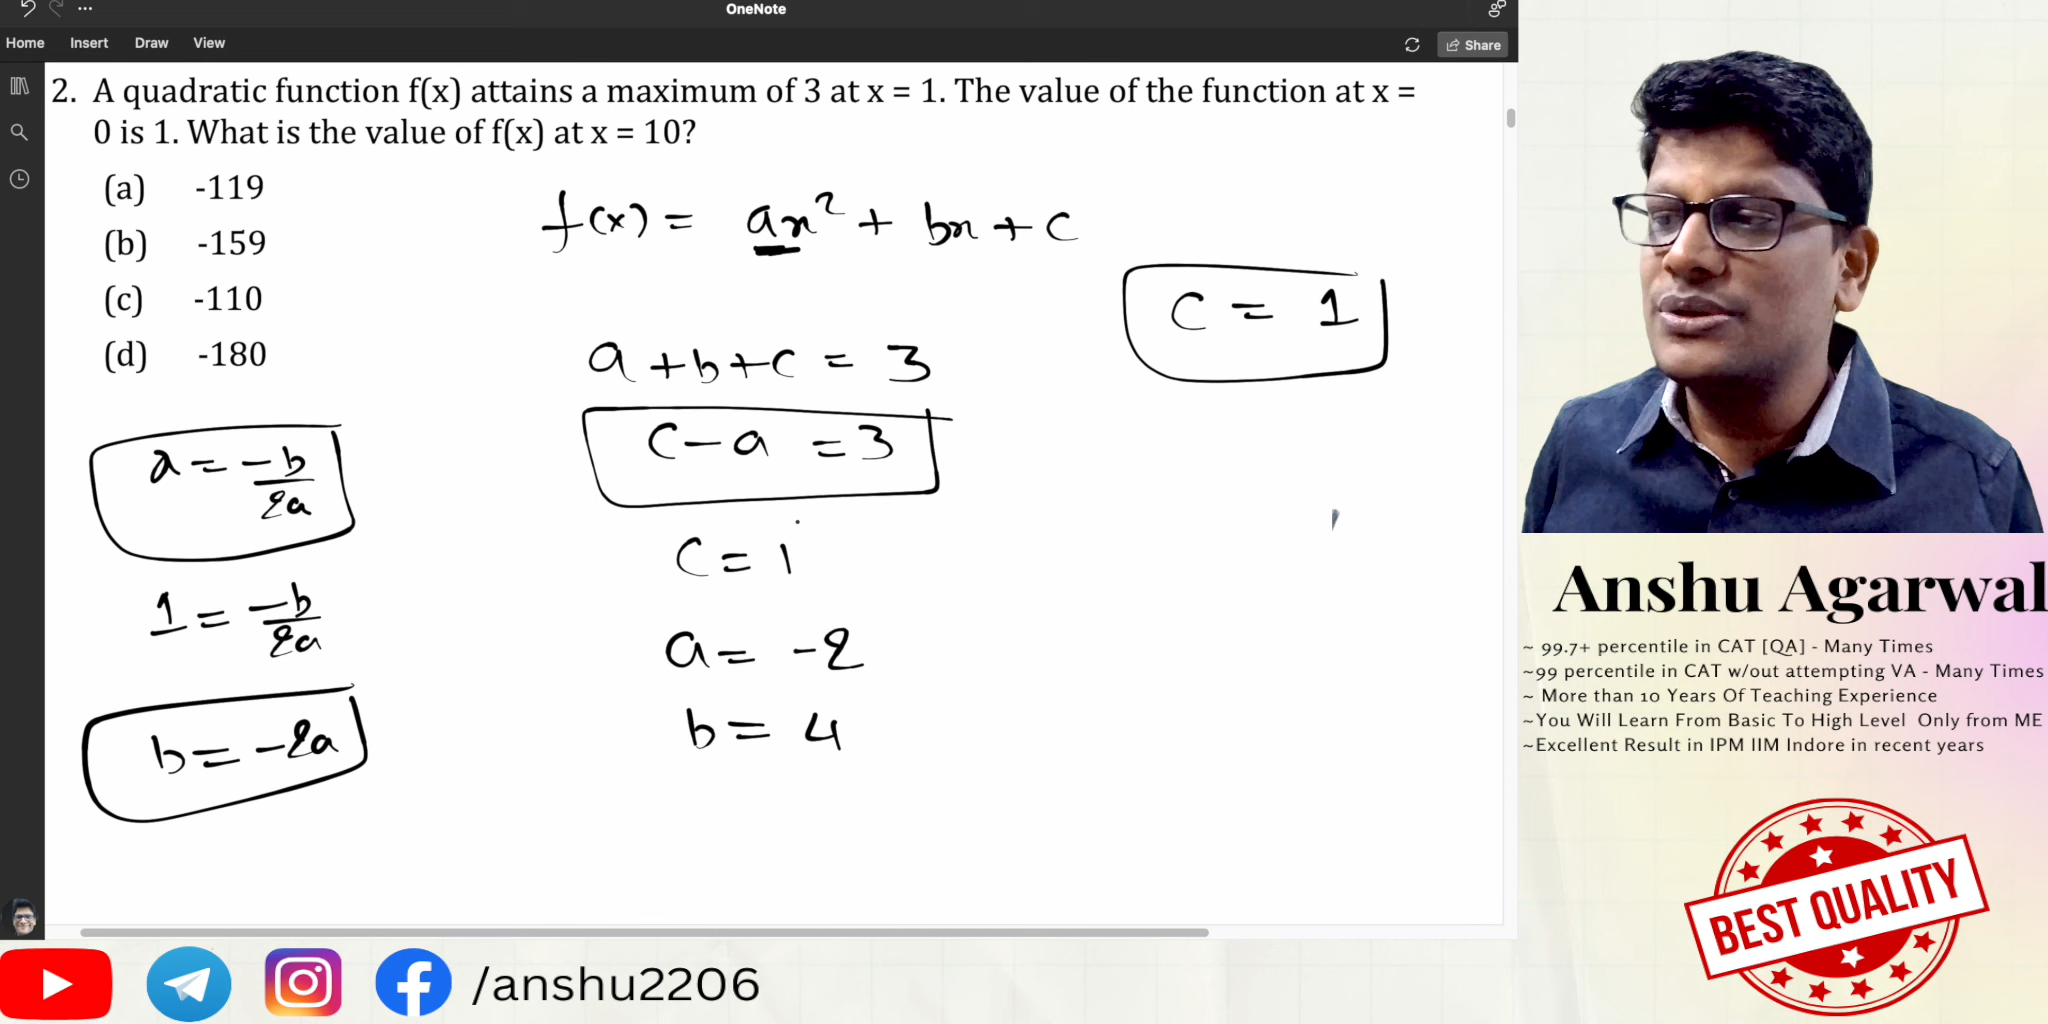 OneNote
Home Insert Draw View
Share
2. A quadratic function f(x) attains a maximum of 3 at x = 1. The value of the function at x =
0 is 1. What is the value of f(x) at x = 10?
(a) -119
(b) -159
(c) -110
(d) -180
f(x) = ax² + bx + c
c = 1
a + b + c = 3
c - a = 3
c = 1
a = -2
b = 4
a = -b/2a
1 = -b/2a
b = -2a
Anshu Agarwal
~ 99.7+ percentile in CAT [QA] - Many Times
~99 percentile in CAT w/out attempting VA - Many Times
~ More than 10 Years Of Teaching Experience
~You Will Learn From Basic To High Level Only from ME
~Excellent Result in IPM IIM Indore in recent years
BEST QUALITY
/anshu2206